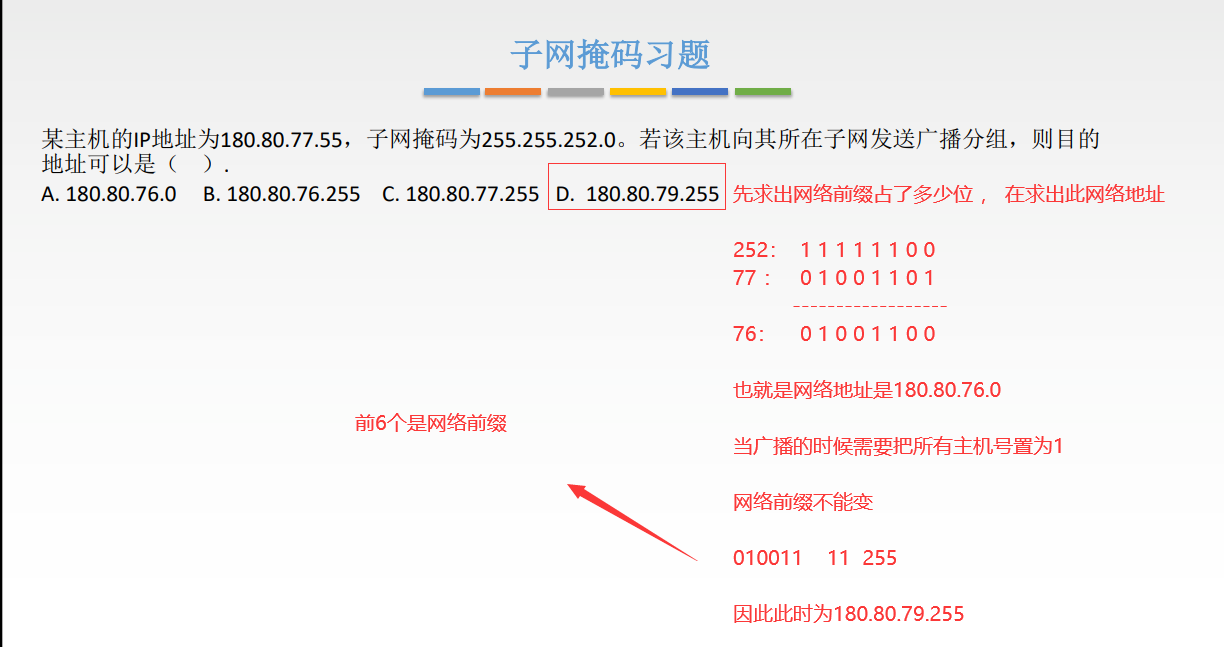 子网掩码习题
某主机的IP地址为180.80.77.55，子网掩码为255.255.252.0。若该主机向其所在子网发送广播分组，则目的
地址可以是（ ）.
A. 180.80.76.0 B. 180.80.76.255 C. 180.80.77.255 D. 180.80.79.255
先求出网络前缀占了多少位， 在求出此网络地址
252： 1 1 1 1 1 1 0 0
77 ： 0 1 0 0 1 1 0 1
------------------
76： 0 1 0 0 1 1 0 0
也就是网络地址是180.80.76.0
前6个是网络前缀
当广播的时候需要把所有主机号置为1
网络前缀不能变
010011 11 255
因此此时为180.80.79.255